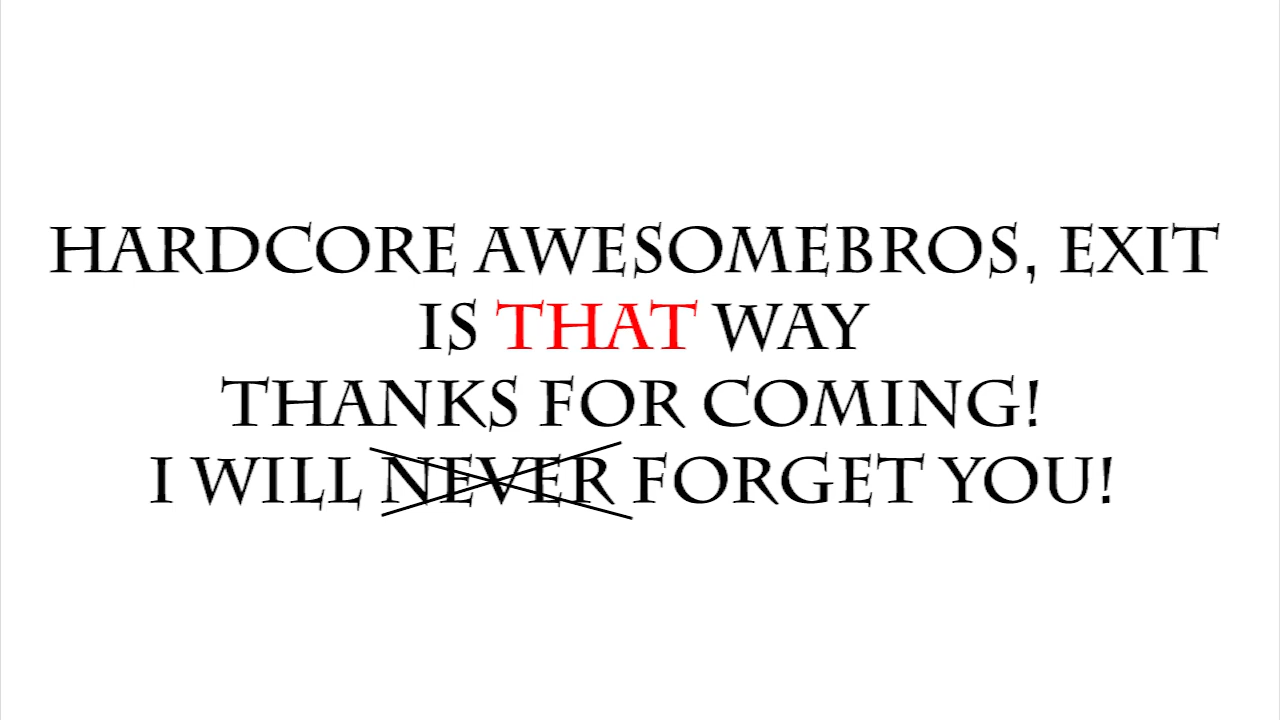 HARDCORE AWESOMEBROS, EXIT
IS THAT WAY
THANKS FOR COMING!
I WILL NEVER FORGET YOU!